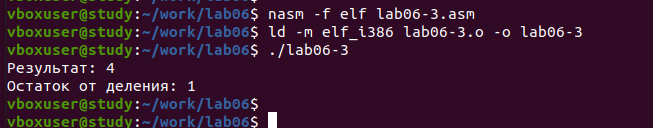 vboxuser@study:~/work/lab06$ nasm -f elf lab06-3.asm
vboxuser@study:~/work/lab06$ ld -m elf_i386 lab06-3.o -o lab06-3
vboxuser@study:~/work/lab06$ ./lab06-3
Результат: 4
Остаток от деления: 1
vboxuser@study:~/work/lab06$
vboxuser@study:~/work/lab06$